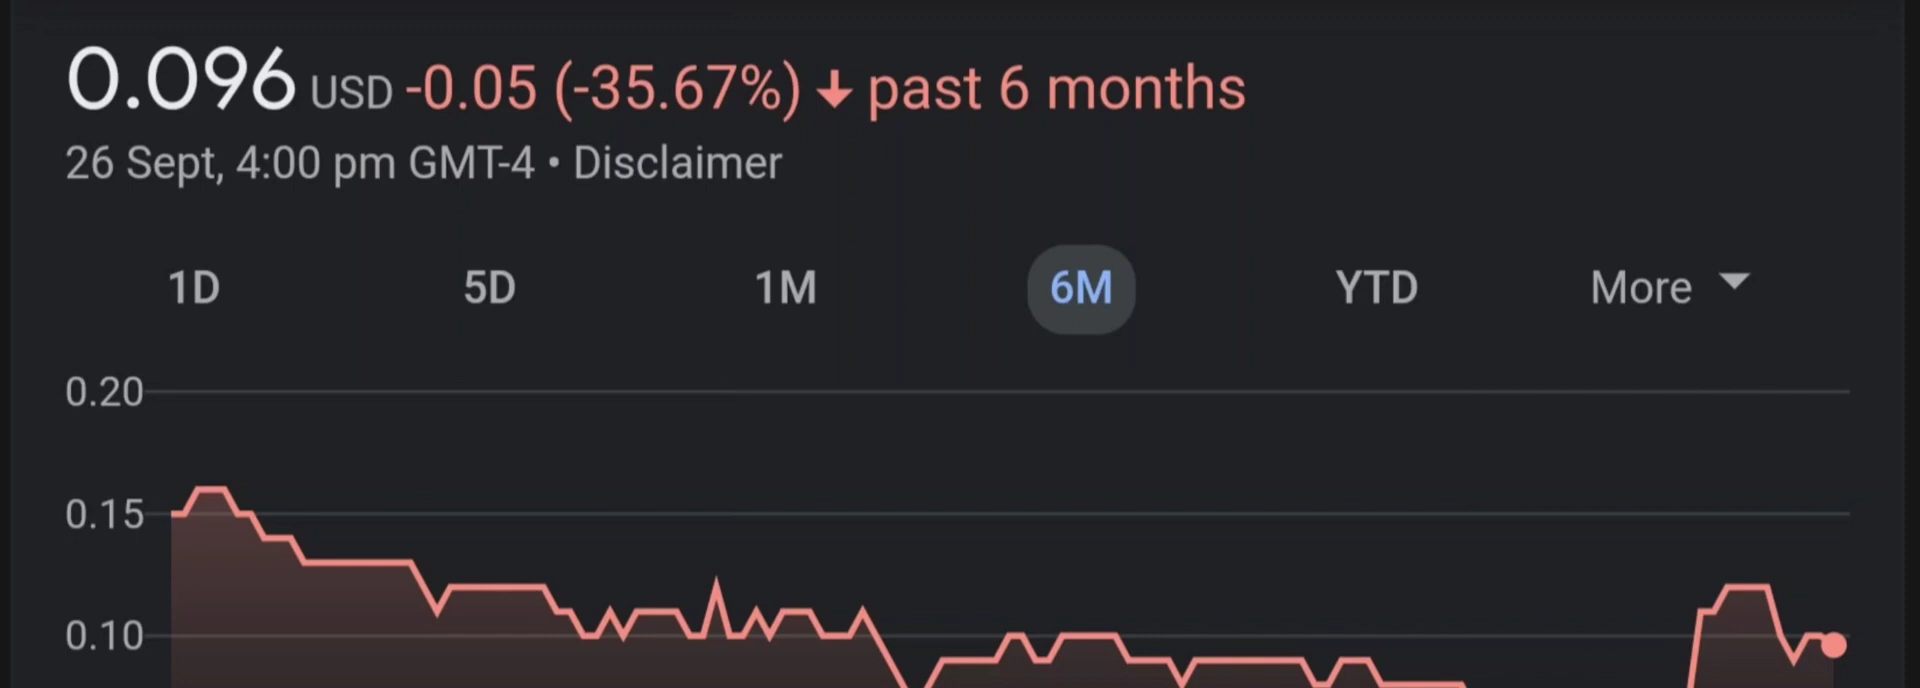 0.096 USD -0.05 (-35.67%) ↓ past 6 months
26 Sept, 4:00 pm GMT-4 • Disclaimer
1D 5D 1M 6M YTD More
0.20
0.15
0.10